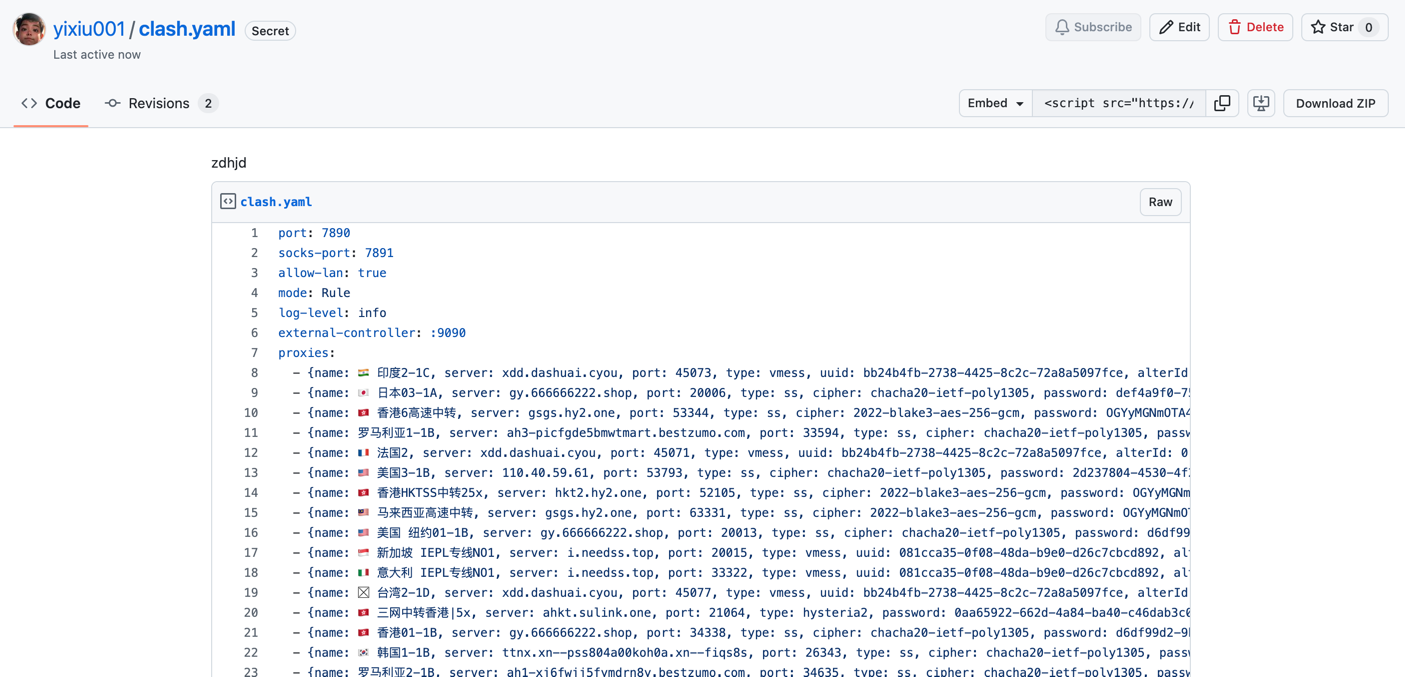 yixiu001 / clash.yaml Secret
Last active now
Subscribe Edit Delete Star 0
Code Revisions 2
Embed <script src="https:/ Download ZIP
zdhjd
clash.yaml Raw
1 port: 7890
2 socks-port: 7891
3 allow-lan: true
4 mode: Rule
5 log-level: info
6 external-controller: :9090
7 proxies:
8 - {name: 🇮🇳 印度2-1C, server: xdd.dashuai.cyou, port: 45073, type: vmess, uuid: bb24b4fb-2738-4425-8c2c-72a8a5097fce, alterId
9 - {name: 🇯🇵 日本03-1A, server: gy.666666222.shop, port: 20006, type: ss, cipher: chacha20-ietf-poly1305, password: def4a9f0-75
10 - {name: 🇭🇰 香港6高速中转, server: gsgs.hy2.one, port: 53344, type: ss, cipher: 2022-blake3-aes-256-gcm, password: OGYyMGNmOTA4
11 - {name: 罗马利亚1-1B, server: ah3-picfgde5bmwtmart.bestzumo.com, port: 33594, type: ss, cipher: chacha20-ietf-poly1305, passw
12 - {name: 🇫🇷 法国2, server: xdd.dashuai.cyou, port: 45071, type: vmess, uuid: bb24b4fb-2738-4425-8c2c-72a8a5097fce, alterId: 0
13 - {name: 🇺🇸 美国3-1B, server: 110.40.59.61, port: 53793, type: ss, cipher: chacha20-ietf-poly1305, password: 2d237804-4530-4f
14 - {name: 🇭🇰 香港HKTSS中转25x, server: hkt2.hy2.one, port: 52105, type: ss, cipher: 2022-blake3-aes-256-gcm, password: OGYyMGNm
15 - {name: 🇲🇾 马来西亚高速中转, server: gsgs.hy2.one, port: 63331, type: ss, cipher: 2022-blake3-aes-256-gcm, password: OGYyMGNmO
16 - {name: 🇺🇸 美国 纽约01-1B, server: gy.666666222.shop, port: 20013, type: ss, cipher: chacha20-ietf-poly1305, password: d6df99
17 - {name: 🇸🇬 新加坡 IEPL专线NO1, server: i.needss.top, port: 20015, type: vmess, uuid: 081cca35-0f08-48da-b9e0-d26c7cbcd892, al
18 - {name: 🇮🇹 意大利 IEPL专线NO1, server: i.needss.top, port: 33322, type: vmess, uuid: 081cca35-0f08-48da-b9e0-d26c7cbcd892, al
19 - {name: 台湾2-1D, server: xdd.dashuai.cyou, port: 45077, type: vmess, uuid: bb24b4fb-2738-4425-8c2c-72a8a5097fce, alterId
20 - {name: 🇭🇰 三网中转香港|5x, server: ahkt.sulink.one, port: 21064, type: hysteria2, password: 0aa65922-662d-4a84-ba40-c46dab3c
21 - {name: 🇭🇰 香港01-1B, server: gy.666666222.shop, port: 34338, type: ss, cipher: chacha20-ietf-poly1305, password: d6df99d2-9
22 - {name: 🇰🇷 韩国1-1B, server: ttnx.xn--pss804a00koh0a.xn--fiqs8s, port: 26343, type: ss, cipher: chacha20-ietf-poly1305, passw
23 - {name: 罗马利亚2-1B, server: ah1-xj6fwjj5fvmdrn8y.bestzumo.com, port: 34635, type: ss, cipher: chacha20-ietf-poly1305, passw